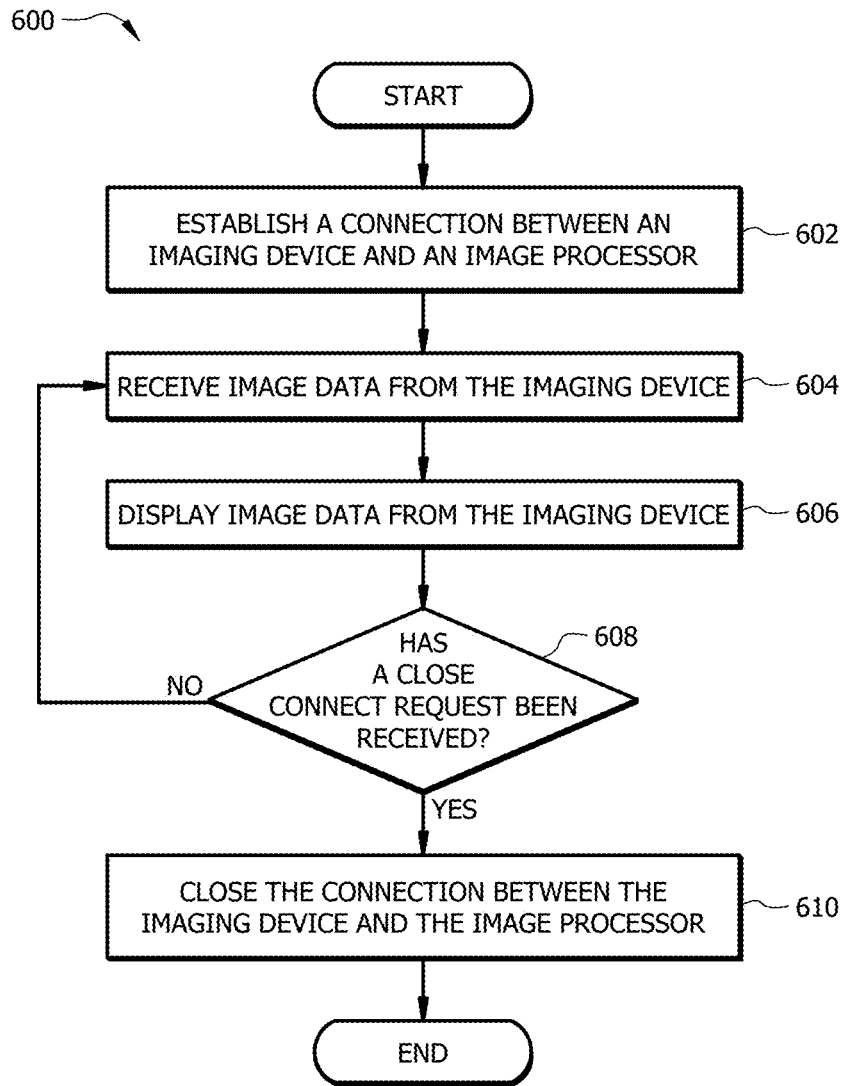 600
START
ESTABLISH A CONNECTION BETWEEN AN
IMAGING DEVICE AND AN IMAGE PROCESSOR
602
RECEIVE IMAGE DATA FROM THE IMAGING DEVICE
604
DISPLAY IMAGE DATA FROM THE IMAGING DEVICE
606
HAS
A CLOSE
CONNECT REQUEST BEEN
RECEIVED?
608
NO
YES
CLOSE THE CONNECTION BETWEEN THE
IMAGING DEVICE AND THE IMAGE PROCESSOR
610
END